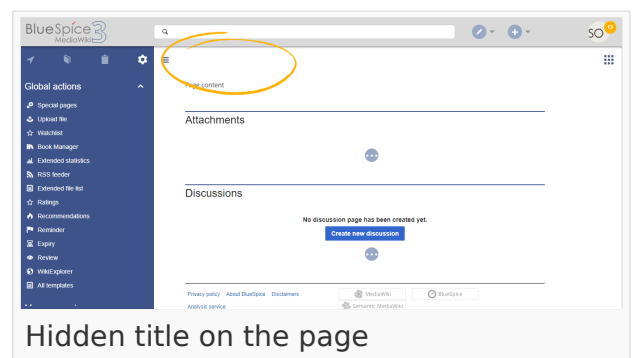 BlueSpice 3
MediaWiki
SO
Global actions
Page content
Special pages
Upload file
Attachments
Watchlist
Book Manager
Extended statistics
RSS feeder
Extended file list
Discussions
Ratings
Recommendations
No discussion page has been created yet.
Reminder
Create new discussion
Expiry
Review
WikiExplorer
All templates
Privacy policy About BlueSpice Disclaimers
MediaWiki
BlueSpice
Analysis service
Semantic MediaWiki
Hidden title on the page